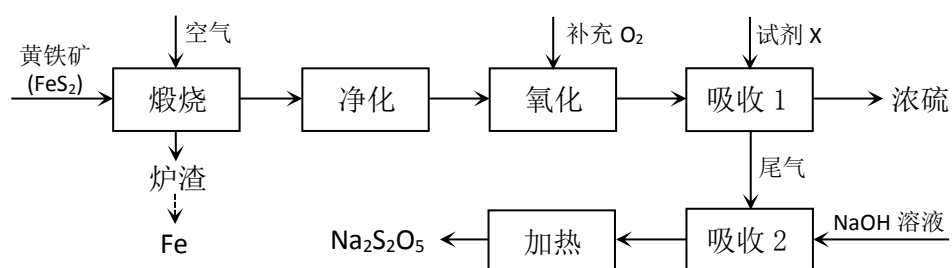 空气
补充 O₂
试剂 X
黄铁矿
(FeS₂)
煅烧
净化
氧化
吸收 1
浓硫
炉渣
尾气
Fe
Na₂S₂O₅
加热
吸收 2
NaOH 溶液